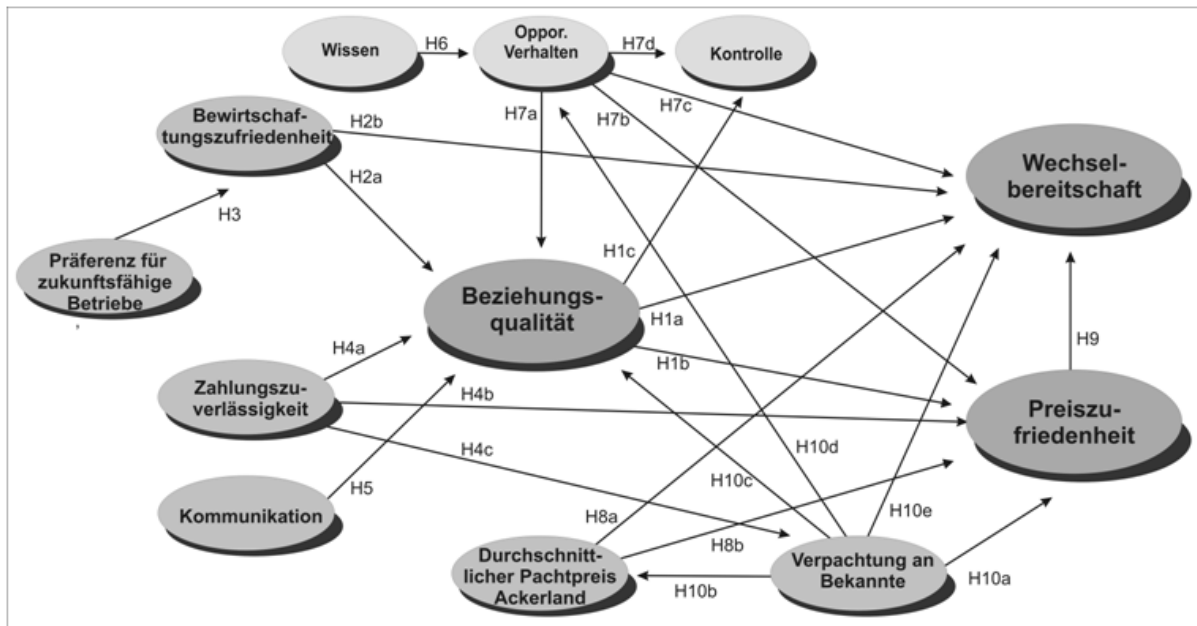 Wissen
H6
Oppor.
Verhalten
H7d
Kontrolle
H7a
H7b
H7c
Bewirtschaf-
tungszufriedenheit
H2b
H2a
Wechsel-
bereitschaft
H3
Präferenz für
zukunftsfähige
Betriebe
,
H1c
Beziehungs-
qualität
H1a
H1b
H9
H4a
Zahlungszu-
verlässigkeit
H4b
H4c
Preiszu-
friedenheit
H10d
H10c
H5
Kommunikation
H8a
H10e
H8b
Durchschnitt-
licher Pachtpreis
Ackerland
H10b
Verpachtung an
Bekannte
H10a